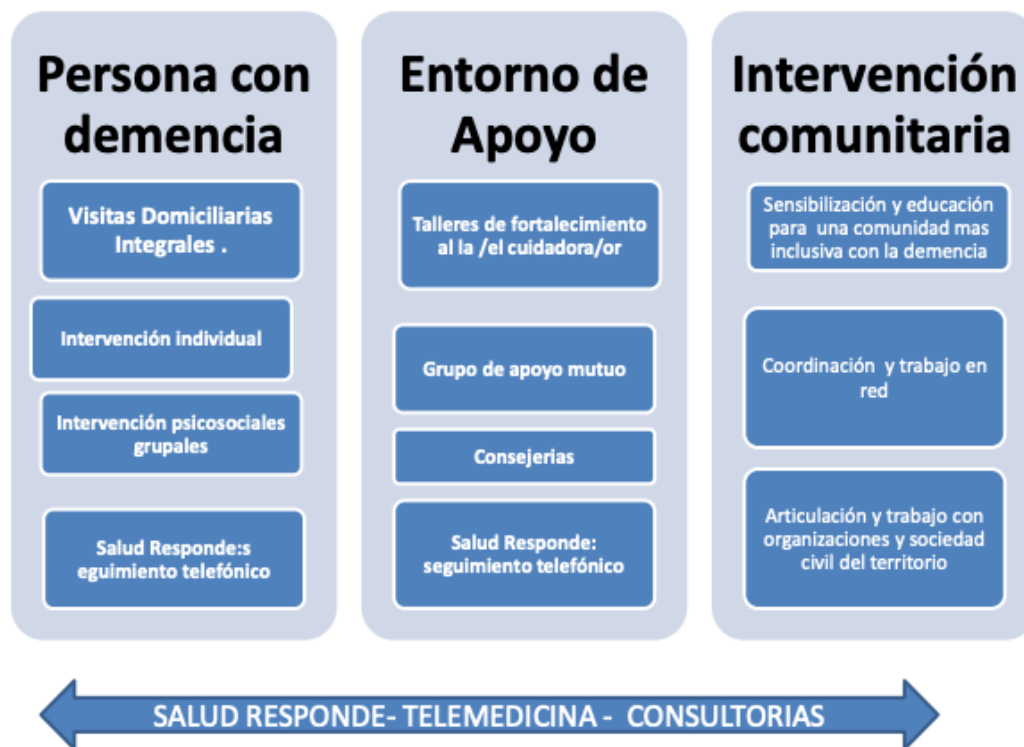 Persona con
demencia
Visitas Domiciliarias
Integrales .
Intervención individual
Intervención psicosociales
grupales
Salud Responde:s
eguimiento telefónico
Entorno de
Apoyo
Talleres de fortalecimiento
al la /el cuidadora/or
Grupo de apoyo mutuo
Consejerias
Salud Responde:
seguimiento telefónico
Intervención
comunitaria
Sensibilización y educación
para una comunidad mas
inclusiva con la demencia
Coordinación y trabajo en
red
Articulación y trabajo con
organizaciones y sociedad
civil del territorio
SALUD RESPONDE- TELEMEDICINA - CONSULTORIAS